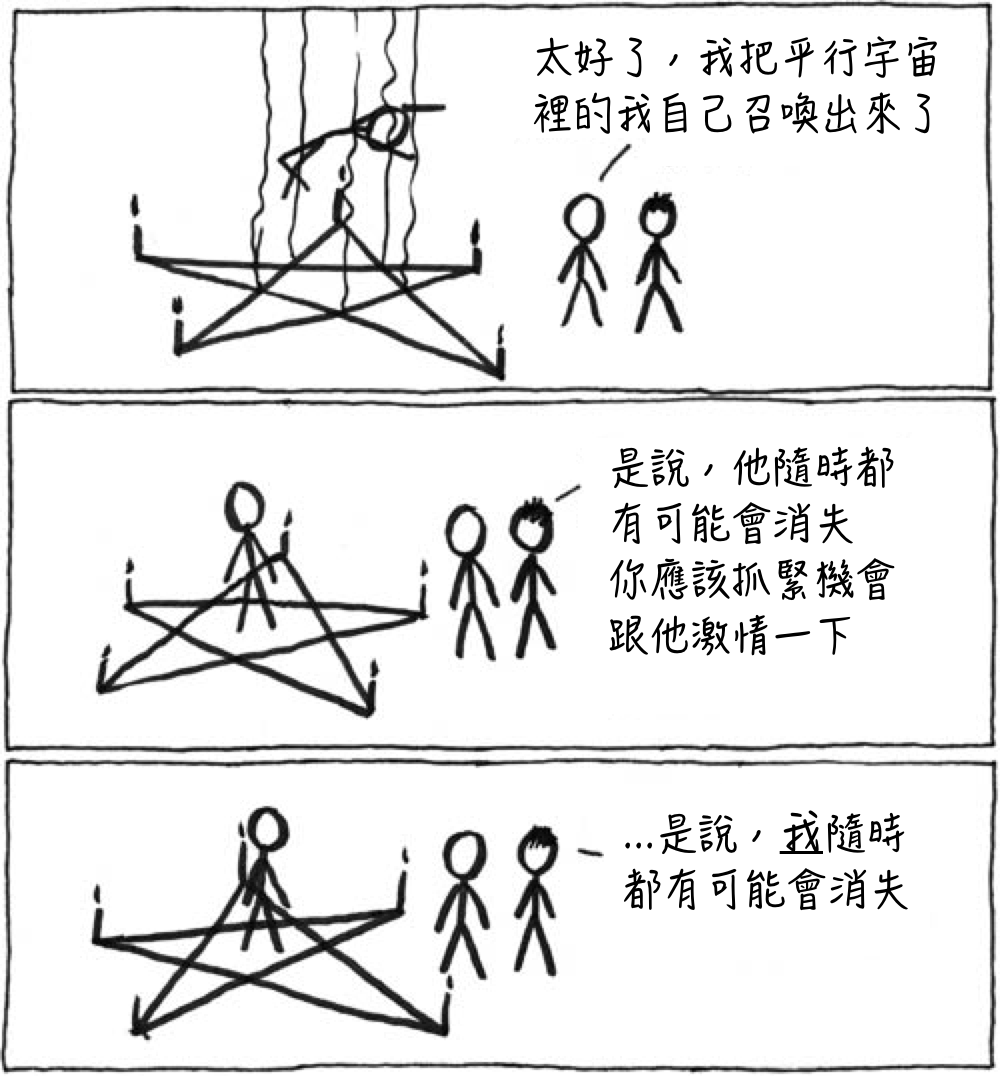 太好了，我把平行宇宙
裡的我自己召喚出來了
是說，他隨時都
有可能會消失
你應該抓緊機會
跟他激情一下
...是說，我隨時
都有可能會消失